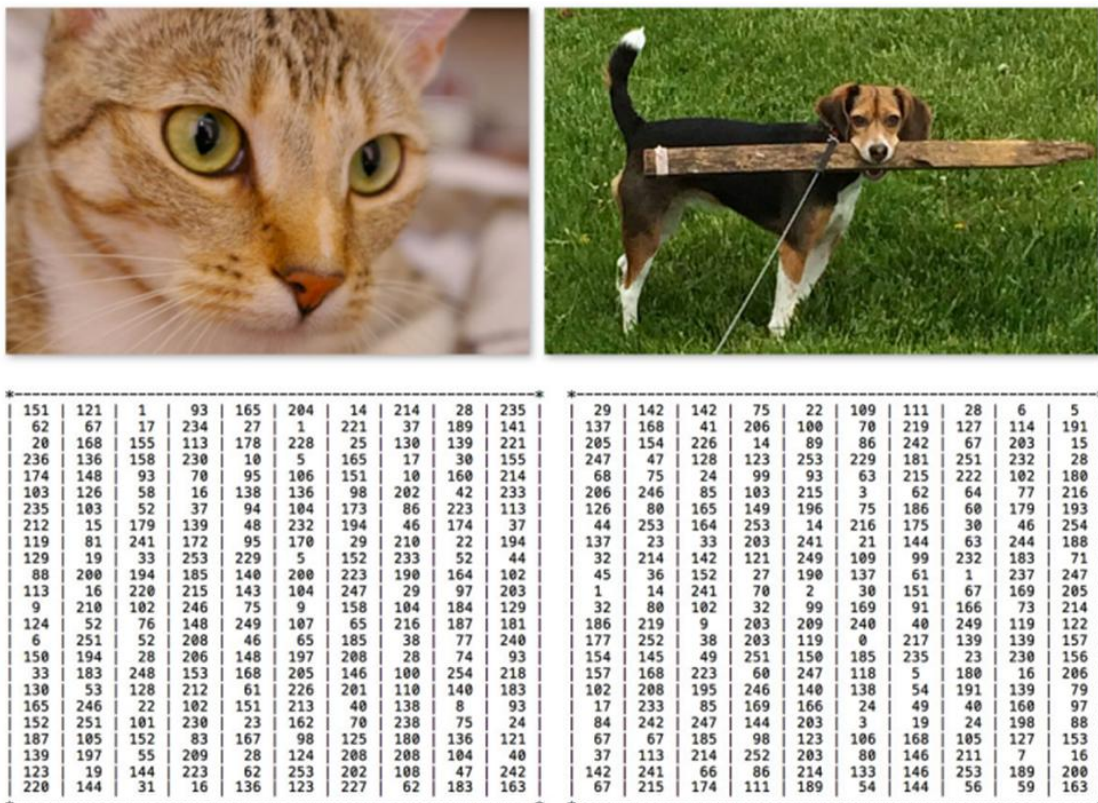 *-----------------------------------------------------------*
| 151 | 121 | 1 | 93 | 165 | 204 | 14 | 214 | 28 | 235 |
| 62 | 67 | 17 | 234 | 27 | 1 | 221 | 37 | 189 | 141 |
| 20 | 168 | 155 | 113 | 178 | 228 | 25 | 130 | 139 | 221 |
| 236 | 136 | 158 | 230 | 10 | 5 | 165 | 17 | 30 | 155 |
| 174 | 148 | 93 | 70 | 95 | 106 | 151 | 10 | 160 | 214 |
| 103 | 126 | 58 | 16 | 138 | 136 | 98 | 202 | 42 | 233 |
| 235 | 103 | 52 | 37 | 94 | 104 | 173 | 86 | 223 | 113 |
| 212 | 15 | 179 | 139 | 48 | 232 | 194 | 46 | 174 | 37 |
| 119 | 81 | 241 | 172 | 95 | 170 | 29 | 210 | 22 | 194 |
| 129 | 19 | 33 | 253 | 229 | 5 | 152 | 233 | 52 | 44 |
| 88 | 200 | 194 | 185 | 140 | 200 | 223 | 190 | 164 | 102 |
| 113 | 16 | 220 | 215 | 143 | 104 | 247 | 29 | 97 | 203 |
| 9 | 210 | 102 | 246 | 75 | 9 | 158 | 104 | 184 | 129 |
| 124 | 52 | 76 | 148 | 249 | 107 | 65 | 216 | 187 | 181 |
| 6 | 251 | 52 | 208 | 46 | 65 | 185 | 38 | 77 | 240 |
| 150 | 194 | 28 | 206 | 148 | 197 | 208 | 28 | 74 | 93 |
| 33 | 183 | 248 | 153 | 168 | 205 | 146 | 100 | 254 | 218 |
| 130 | 53 | 128 | 212 | 61 | 226 | 201 | 110 | 140 | 183 |
| 165 | 246 | 22 | 102 | 151 | 213 | 40 | 138 | 8 | 93 |
| 152 | 251 | 101 | 230 | 23 | 162 | 70 | 238 | 75 | 24 |
| 187 | 105 | 152 | 83 | 167 | 98 | 125 | 180 | 136 | 121 |
| 139 | 197 | 55 | 209 | 28 | 124 | 208 | 208 | 104 | 40 |
| 123 | 19 | 144 | 223 | 62 | 253 | 202 | 108 | 47 | 242 |
| 220 | 144 | 31 | 16 | 136 | 123 | 227 | 62 | 183 | 163 |
*-----------------------------------------------------------*
*-----------------------------------------------------------*
| 29 | 142 | 142 | 75 | 22 | 109 | 111 | 28 | 6 | 5 |
| 137 | 168 | 41 | 206 | 100 | 70 | 219 | 127 | 114 | 191 |
| 205 | 154 | 226 | 14 | 89 | 86 | 242 | 67 | 203 | 15 |
| 247 | 47 | 128 | 123 | 253 | 229 | 181 | 251 | 232 | 28 |
| 68 | 75 | 24 | 99 | 93 | 63 | 215 | 222 | 102 | 180 |
| 206 | 246 | 85 | 103 | 215 | 3 | 62 | 64 | 77 | 216 |
| 126 | 80 | 165 | 149 | 196 | 75 | 186 | 60 | 179 | 193 |
| 44 | 253 | 164 | 253 | 14 | 216 | 175 | 30 | 46 | 254 |
| 137 | 23 | 33 | 203 | 241 | 21 | 144 | 63 | 244 | 188 |
| 32 | 214 | 142 | 121 | 249 | 109 | 99 | 232 | 183 | 71 |
| 45 | 36 | 152 | 27 | 190 | 137 | 61 | 1 | 237 | 247 |
| 1 | 14 | 241 | 70 | 2 | 30 | 151 | 67 | 169 | 205 |
| 32 | 80 | 102 | 32 | 99 | 169 | 91 | 166 | 73 | 214 |
| 186 | 219 | 9 | 203 | 209 | 240 | 40 | 249 | 119 | 122 |
| 177 | 252 | 38 | 203 | 119 | 0 | 217 | 139 | 139 | 157 |
| 154 | 145 | 49 | 251 | 150 | 185 | 235 | 23 | 230 | 156 |
| 157 | 168 | 223 | 60 | 247 | 118 | 5 | 180 | 16 | 206 |
| 102 | 208 | 195 | 246 | 140 | 138 | 54 | 191 | 139 | 79 |
| 17 | 233 | 85 | 169 | 166 | 24 | 49 | 40 | 160 | 97 |
| 84 | 242 | 247 | 144 | 203 | 3 | 19 | 24 | 198 | 88 |
| 67 | 67 | 185 | 98 | 123 | 106 | 168 | 105 | 127 | 153 |
| 37 | 113 | 214 | 252 | 203 | 80 | 146 | 211 | 7 | 16 |
| 142 | 241 | 66 | 86 | 214 | 133 | 146 | 253 | 189 | 200 |
| 67 | 215 | 174 | 111 | 189 | 54 | 144 | 56 | 59 | 163 |
*-----------------------------------------------------------*